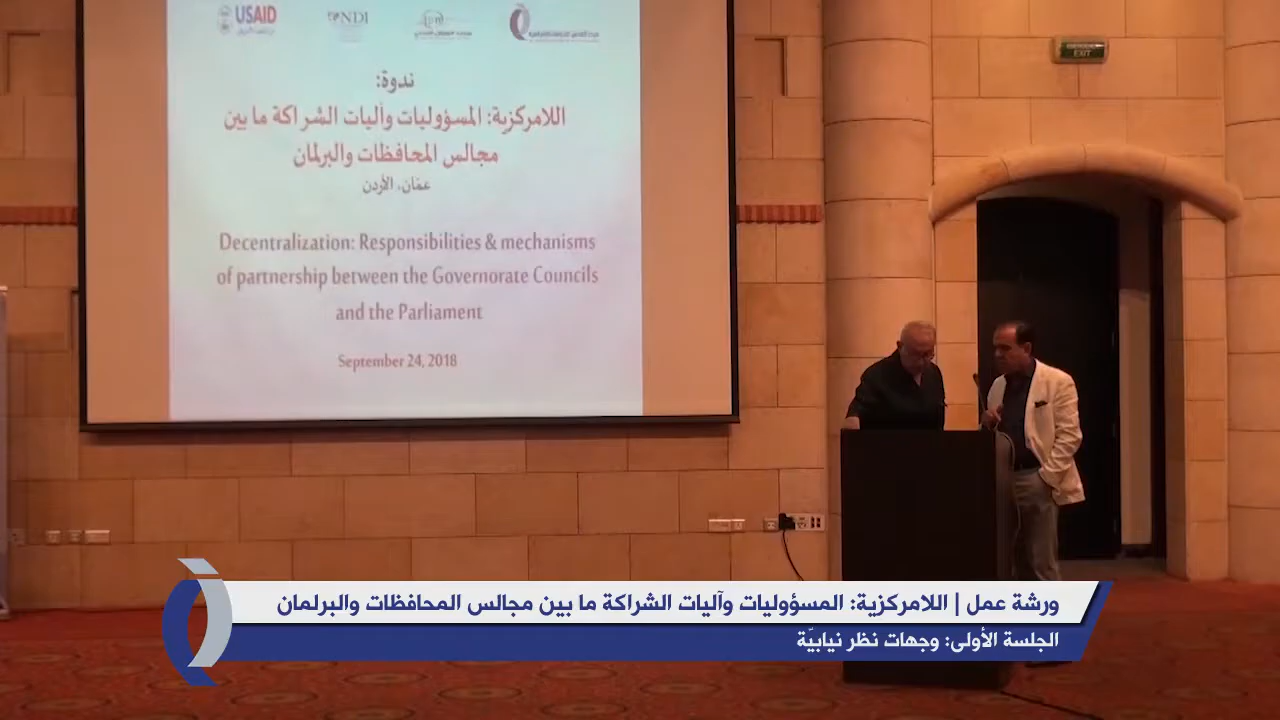 USAID
NDI
ندوة:
اللامركزية: المسؤوليات وآليات الشراكة ما بين
مجالس المحافظات والبرلمان
عمّان، الأردن
Decentralization: Responsibilities & mechanisms
of partnership between the Governorate Councils
and the Parliament
September 24, 2018
EXIT
ورشة عمل | اللامركزية: المسؤوليات وآليات الشراكة ما بين مجالس المحافظات والبرلمان
الجلسة الأولى: وجهات نظر نيابيّة